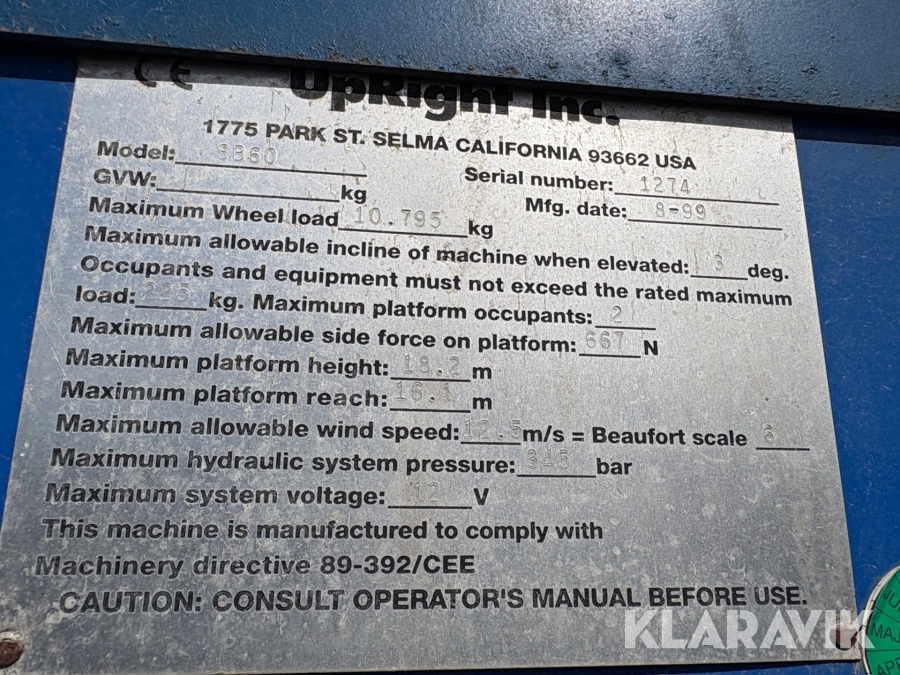 CE UpRight Inc.
1775 PARK ST. SELMA CALIFORNIA 93662 USA
Model: SB60 Serial number: 1274
GVW: kg Mfg. date: 8-99
Maximum Wheel load 10.795 kg
Maximum allowable incline of machine when elevated: 3 deg.
Occupants and equipment must not exceed the rated maximum
load: 225 kg. Maximum platform occupants: 2
Maximum allowable side force on platform: 667 N
Maximum platform height: 18.2 m
Maximum platform reach: 16.1 m
Maximum allowable wind speed: 12.5 m/s = Beaufort scale 6
Maximum hydraulic system pressure: 315 bar
Maximum system voltage: 12 V
This machine is manufactured to comply with
Machinery directive 89-392/CEE
CAUTION: CONSULT OPERATOR'S MANUAL BEFORE USE.
KLARAVIK
MAJ